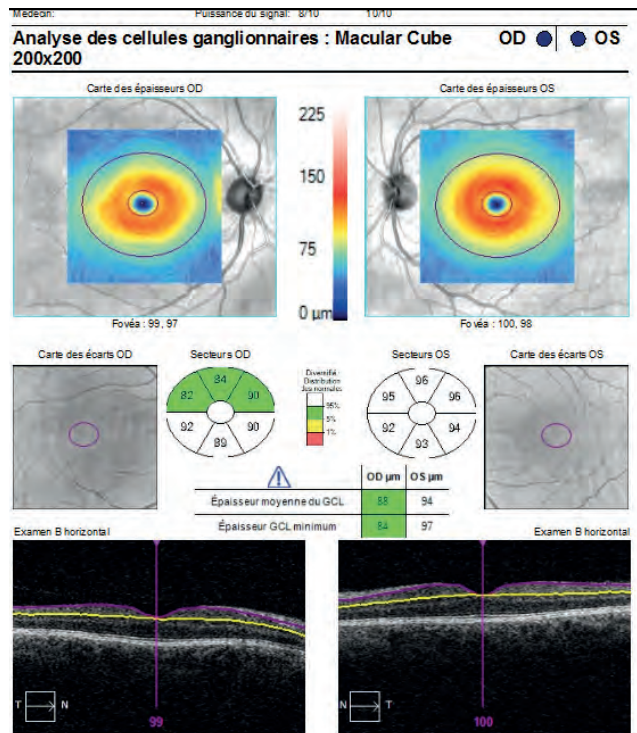 Médecin: Puissance du signal: 8/10 10/10
Analyse des cellules ganglionnaires : Macular Cube 200x200
OD OS
Carte des épaisseurs OD
Carte des épaisseurs OS
225
150
75
0 µm
Fovéa : 99, 97
Fovéa : 100, 98
Carte des écarts OD
Secteurs OD
Secteurs OS
Carte des écarts OS
84
82 90
92 90
89
Diversifié :
Distribution
des normales
95%
5%
1%
96
95 96
92 94
93
OD µm OS µm
Épaisseur moyenne du GCL 88 94
Épaisseur GCL minimum 84 97
Examen B horizontal
Examen B horizontal
T N
99
N T
100